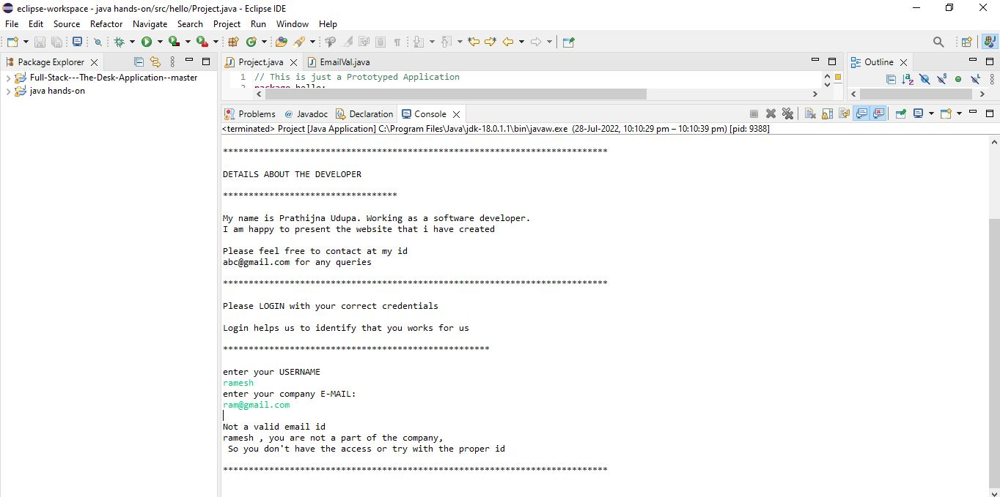 eclipse-workspace - java hands-on/src/hello/Project.java - Eclipse IDE
File Edit Source Refactor Navigate Search Project Run Window Help
Package Explorer
Project.java EmailVal.java
Outline
Full-Stack---The-Desk-Application--master
java hands-on
1 // This is just a Prototyped Application
2 package hello;
Problems @ Javadoc Declaration Console
<terminated> Project [Java Application] C:\Program Files\Java\jdk-18.0.1.1\bin\javaw.exe (28-Jul-2022, 10:10:29 pm – 10:10:39 pm) [pid: 9388]
***************************************************************************
DETAILS ABOUT THE DEVELOPER
**********************************
My name is Prathijna Udupa. Working as a software developer.
I am happy to present the website that i have created
Please feel free to contact at my id
abc@gmail.com for any queries
***************************************************************************
Please LOGIN with your correct credentials
Login helps us to identify that you works for us
****************************************************
enter your USERNAME
ramesh
enter your company E-MAIL:
ram@gmail.com
Not a valid email id
ramesh , you are not a part of the company,
So you don't have the access or try with the proper id
***************************************************************************